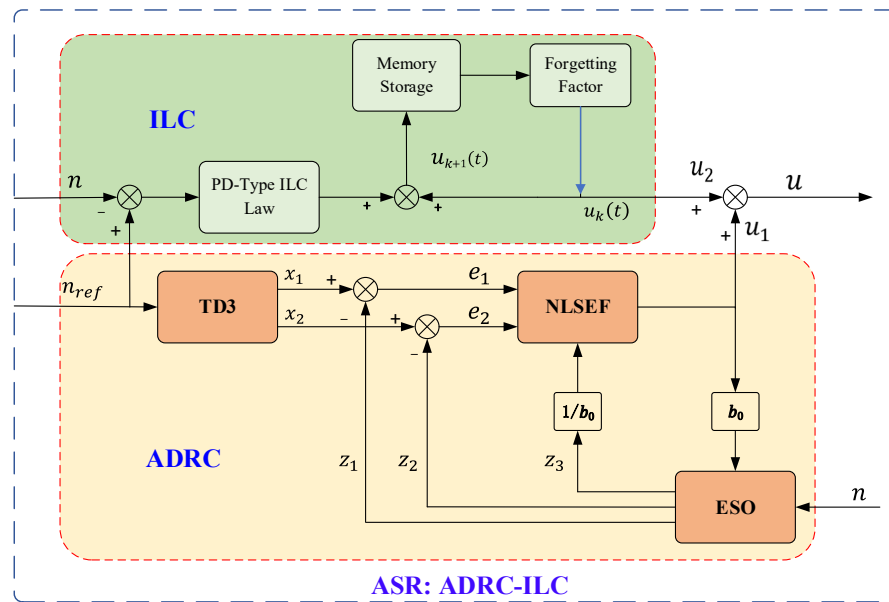 Memory
Storage
Forgetting
Factor
ILC
u_{k+1}(t)
n
PD-Type ILC
Law
-
+
+
+
u_k(t)
u_2
+
u
+
u_1
n_{ref}
TD3
x_1
+
e_1
x_2
-
+
e_2
-
NLSEF
1/b_0
b_0
ADRC
z_1
z_2
z_3
ESO
n
ASR: ADRC-ILC